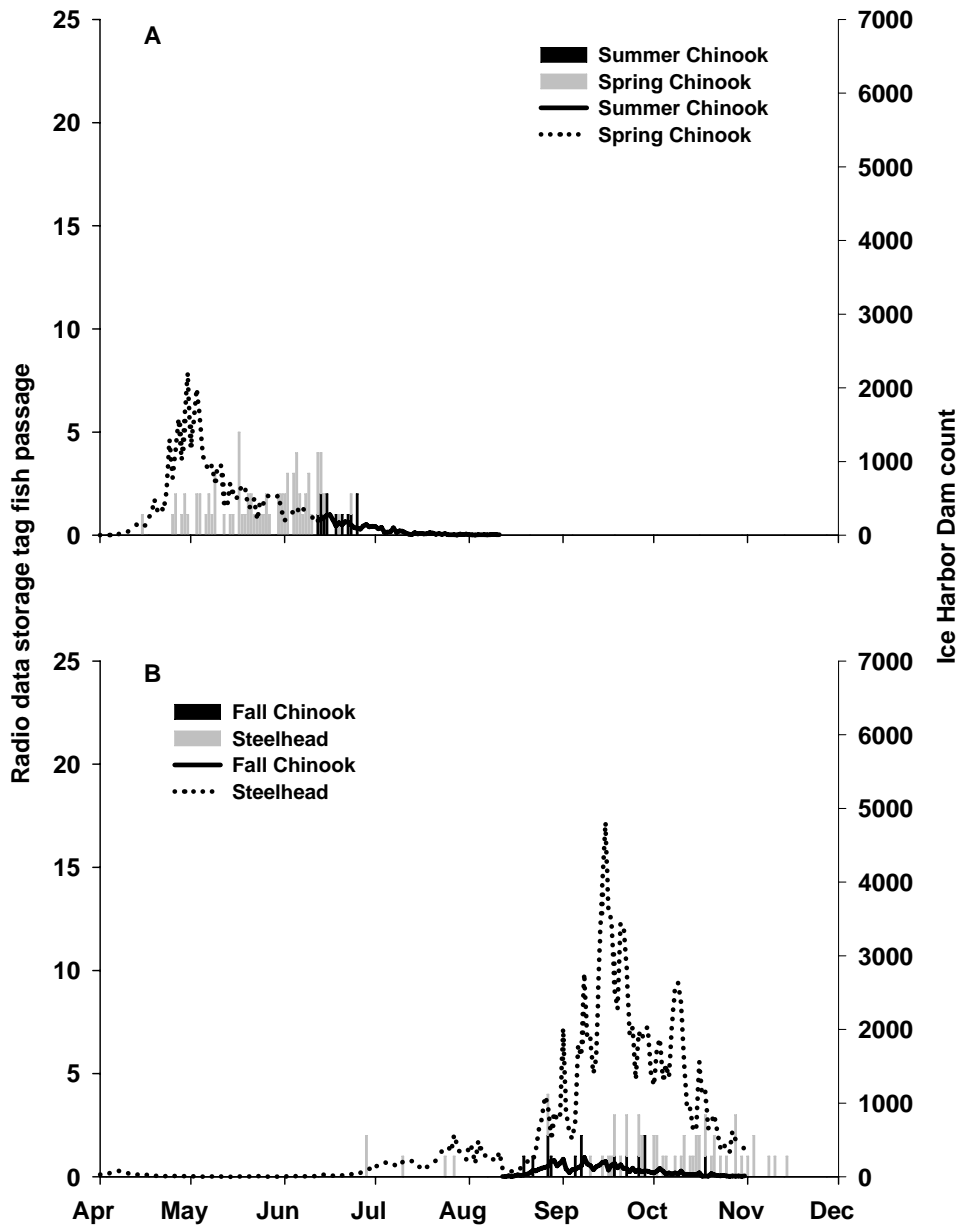 25
20
15
10
5
0
A
Summer Chinook
Spring Chinook
Summer Chinook
Spring Chinook
7000
6000
5000
4000
3000
2000
1000
0
Radio data storage tag fish passage
Ice Harbor Dam count
25
20
15
10
5
0
B
Fall Chinook
Steelhead
Fall Chinook
Steelhead
7000
6000
5000
4000
3000
2000
1000
0
Apr May Jun Jul Aug Sep Oct Nov Dec